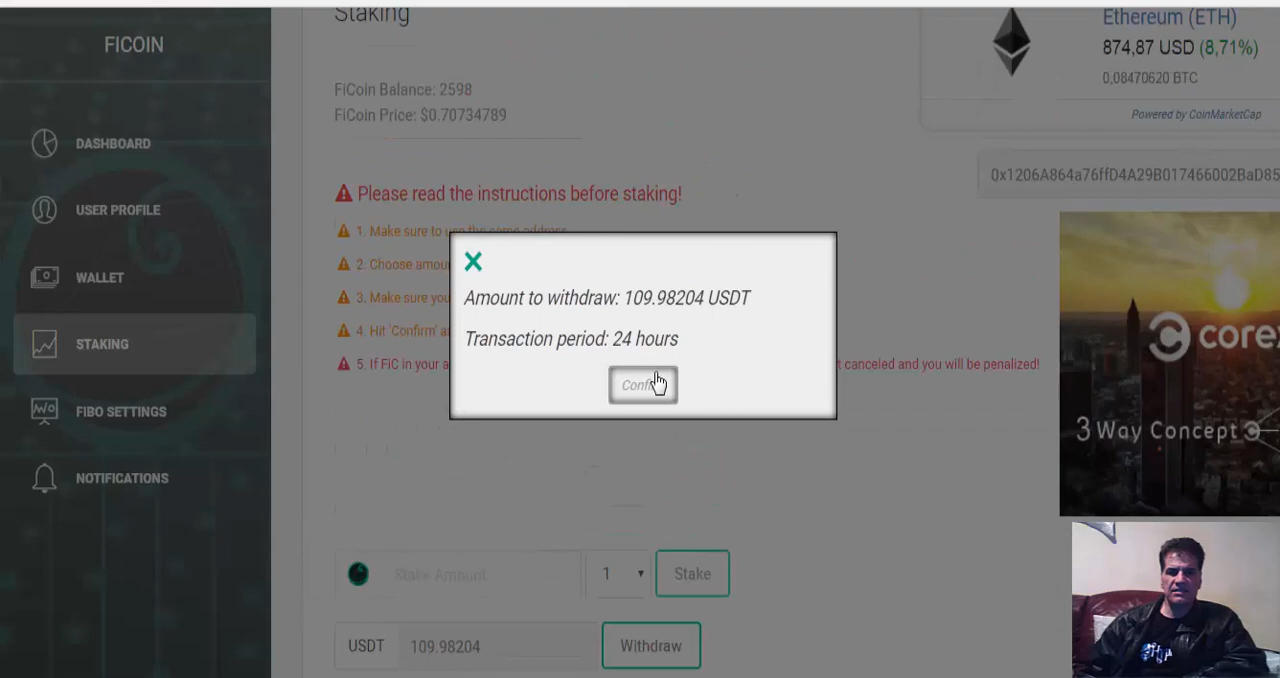 FICOIN
DASHBOARD
USER PROFILE
WALLET
STAKING
FIBO SETTINGS
NOTIFICATIONS
Staking
FiCoin Balance: 2598
FiCoin Price: $0.70734789
Please read the instructions before staking!
1. Make sure to use the same address
2. Choose amou
3. Make sure yo
4. Hit 'Confirm' a
5. If FiC in your a
t canceled and you will be penalized!
Amount to withdraw: 109.98204 USDT
Transaction period: 24 hours
Stake Amount
1
Stake
USDT
109.98204
Withdraw
Ethereum (ETH)
874,87 USD (8,71%)
0,08470620 BTC
Powered by CoinMarketCap
0x1206A864a76ffD4A29B017466002BaD85
corex
3 Way Concept